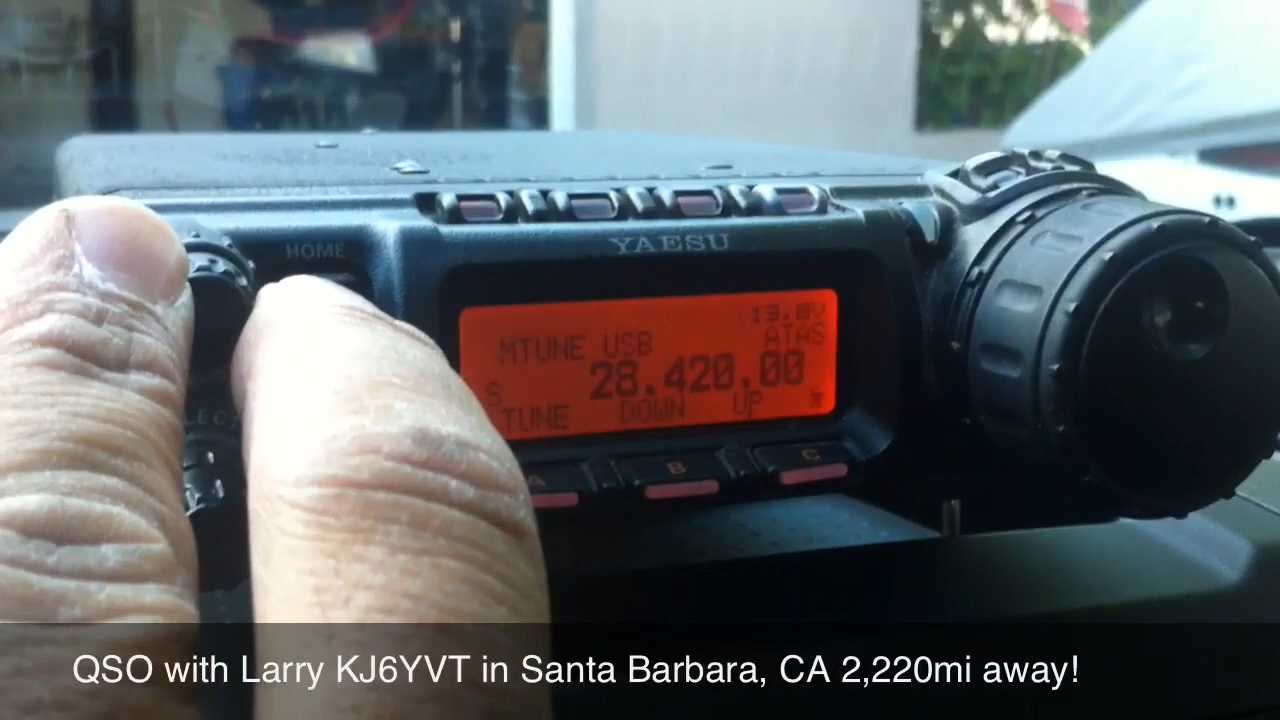 HOME
YAESU
13.8V
MTUNE USB ATAS
28.420.00
S
TUNE DOWN UP
LECT
A B C
QSO with Larry KJ6YVT in Santa Barbara, CA 2,220mi away!